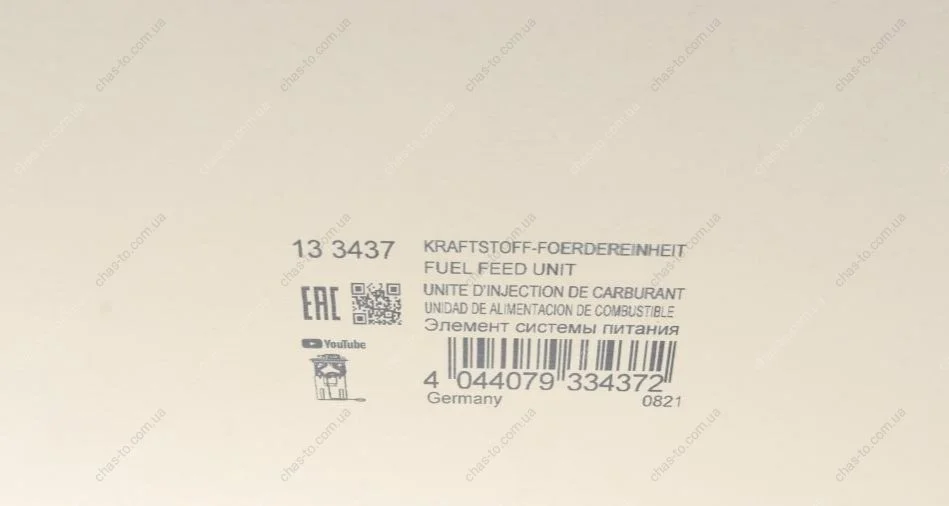 13 3437
KRAFTSTOFF-FOERDEREINHEIT
FUEL FEED UNIT
UNITE D'INJECTION DE CARBURANT
UNIDAD DE ALIMENTACION DE COMBUSTIBLE
Элемент системы питания
EAC
YouTube
4 044079 334372
Germany
0821
chas-to.com.ua